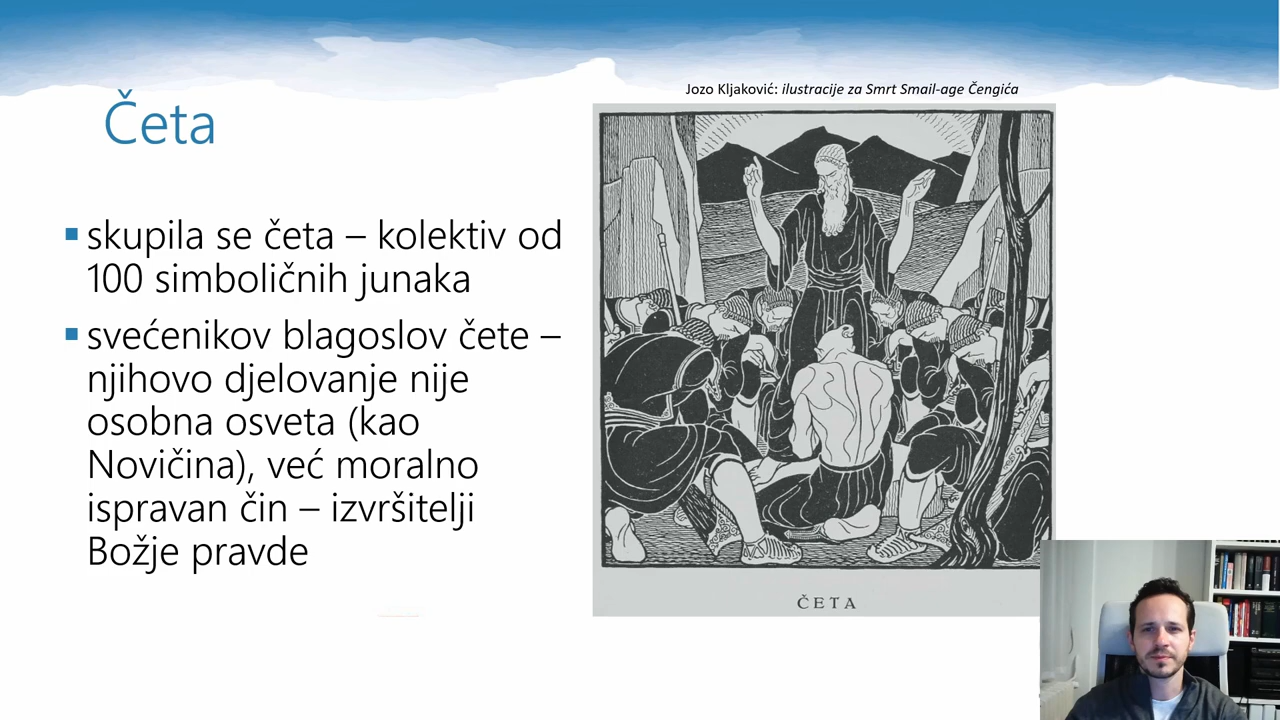 Jozo Kljaković: ilustracije za Smrt Smail-age Čengića
Četa
skupila se četa – kolektiv od
100 simboličnih junaka
svećenikov blagoslov čete –
njihovo djelovanje nije
osobna osveta (kao
Novičina), već moralno
ispravan čin – izvršitelji
Božje pravde
ČETA